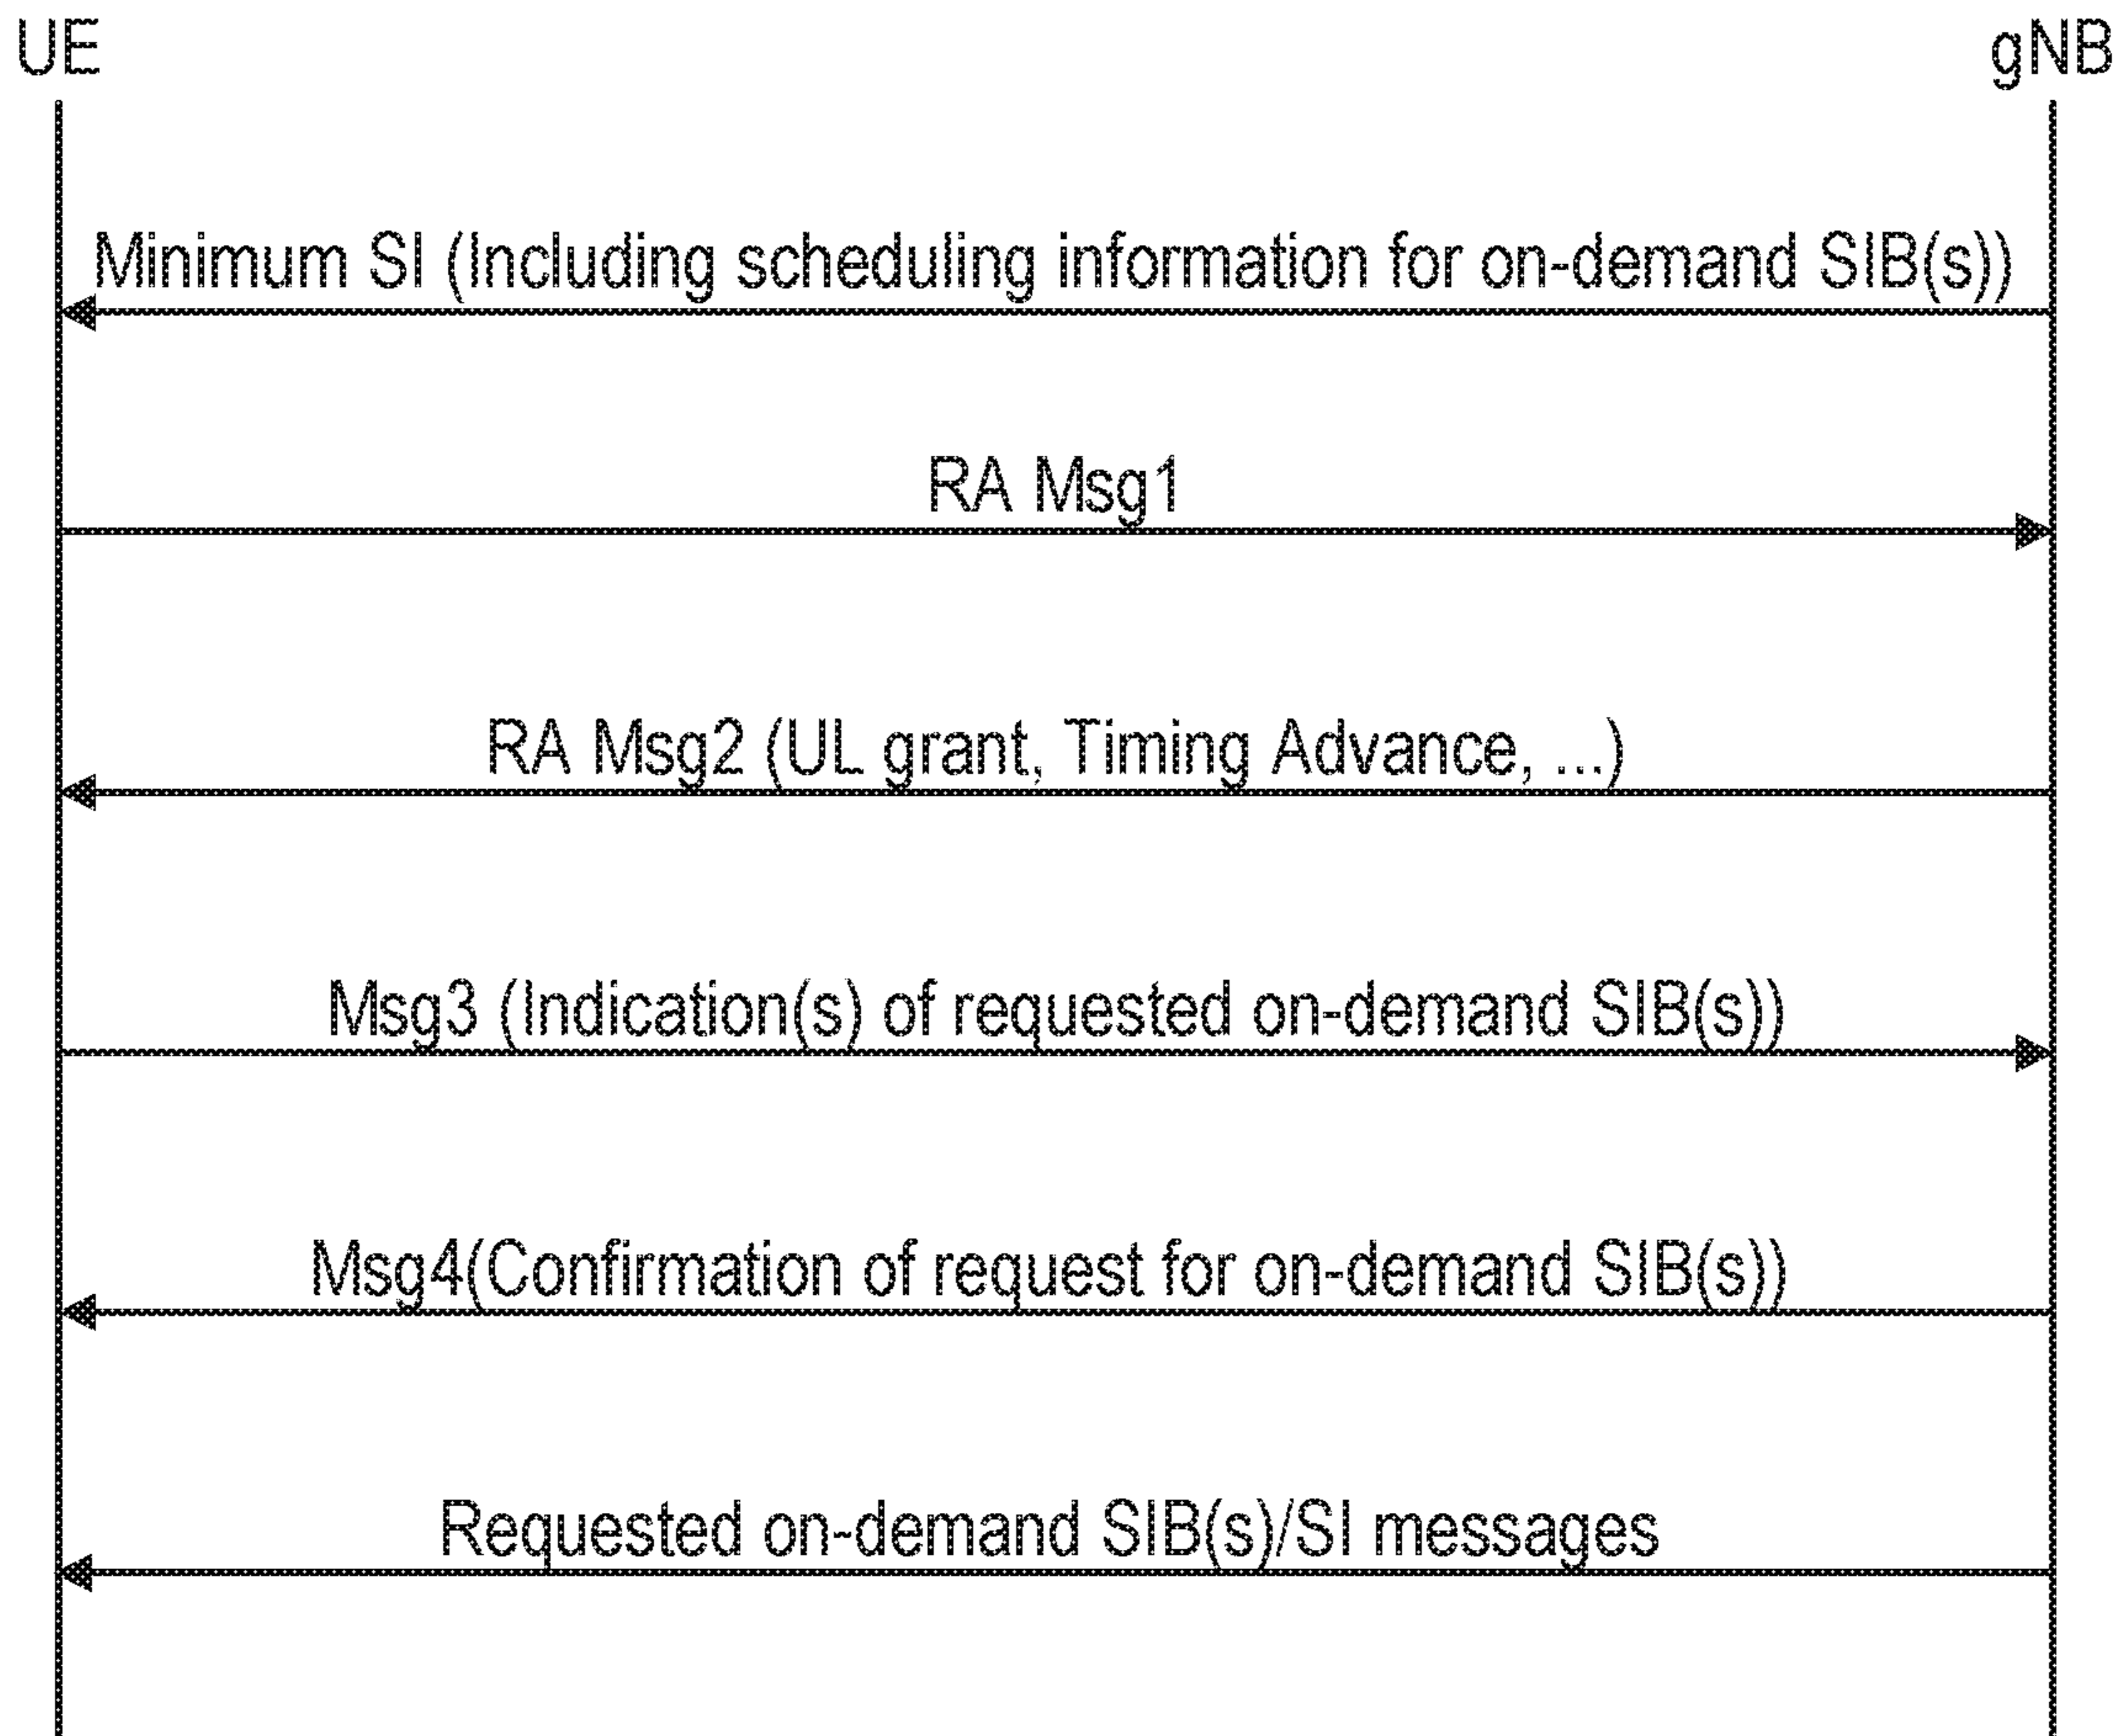 UE
gNB
Minimum SI (Including scheduling information for on-demand SIB(s))
RA Msg1
RA Msg2 (UL grant, Timing Advance, ...)
Msg3 (Indication(s) of requested on-demand SIB(s))
Msg4(Confirmation of request for on-demand SIB(s))
Requested on-demand SIB(s)/SI messages